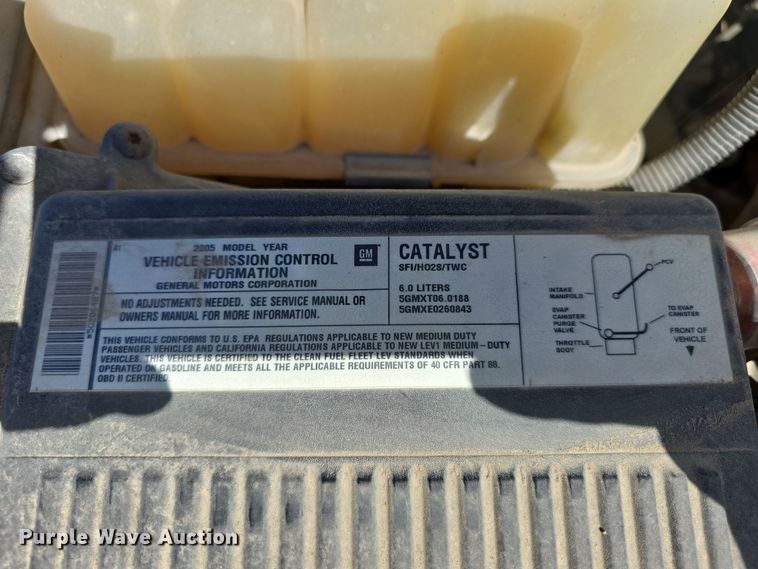 A1
2005 MODEL YEAR
VEHICLE EMISSION CONTROL
INFORMATION
GENERAL MOTORS CORPORATION
GM
NO ADJUSTMENTS NEEDED. SEE SERVICE MANUAL OR
OWNERS MANUAL FOR MORE INFORMATION.
CATALYST
SFI/HO2S/TWC
6.0 LITERS
5GMXT06.0188
5GMXE0260843
THIS VEHICLE CONFORMS TO U.S. EPA REGULATIONS APPLICABLE TO NEW MEDIUM DUTY
PASSENGER VEHICLES AND CALIFORNIA REGULATIONS APPLICABLE TO NEW LEV1 MEDIUM-DUTY
VEHICLES. THIS VEHICLE IS CERTIFIED TO THE CLEAN FUEL FLEET LEV STANDARDS WHEN
OPERATED ON GASOLINE AND MEETS ALL THE APPLICABLE REQUIREMENTS OF 40 CFR PART 88.
OBD II CERTIFIED.
PCV
INTAKE
MANIFOLD
EVAP
CANISTER
PURGE
VALVE
THROTTLE
BODY
TO EVAP
CANISTER
FRONT OF
VEHICLE
Purple Wave Auction